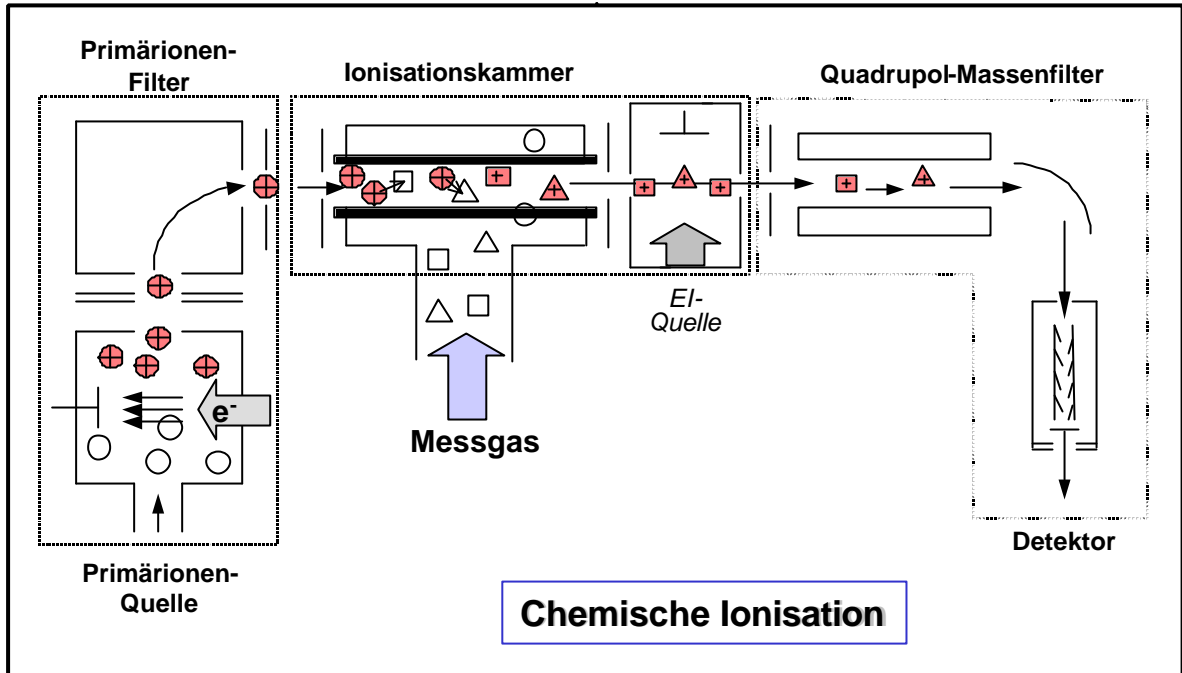 Primärionen-
Filter
Ionisationskammer
Quadrupol-Massenfilter
EI-
Quelle
e-
Messgas
Primärionen-
Quelle
Detektor
Chemische Ionisation